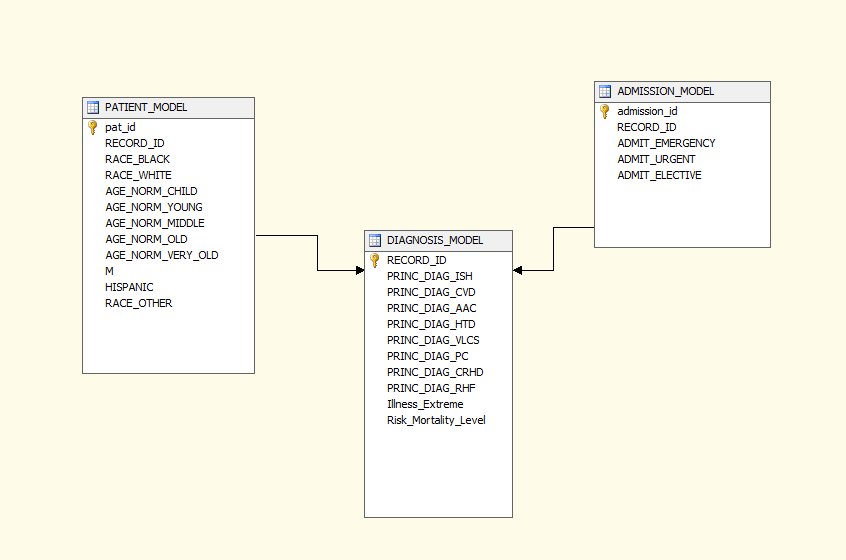 PATIENT_MODEL
pat_id
RECORD_ID
RACE_BLACK
RACE_WHITE
AGE_NORM_CHILD
AGE_NORM_YOUNG
AGE_NORM_MIDDLE
AGE_NORM_OLD
AGE_NORM_VERY_OLD
M
HISPANIC
RACE_OTHER
DIAGNOSIS_MODEL
RECORD_ID
PRINC_DIAG_ISH
PRINC_DIAG_CVD
PRINC_DIAG_AAC
PRINC_DIAG_HTD
PRINC_DIAG_VLCS
PRINC_DIAG_PC
PRINC_DIAG_CRHD
PRINC_DIAG_RHF
Illness_Extreme
Risk_Mortality_Level
ADMISSION_MODEL
admission_id
RECORD_ID
ADMIT_EMERGENCY
ADMIT_URGENT
ADMIT_ELECTIVE